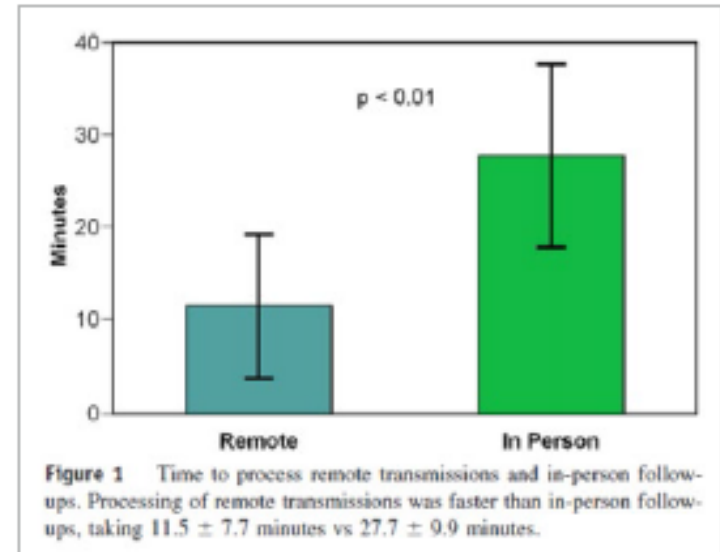 40
p < 0.01
30
Minutes
20
10
0
Remote In Person
Figure 1 Time to process remote transmissions and in-person follow-
ups. Processing of remote transmissions was faster than in-person follow-
ups, taking 11.5 ± 7.7 minutes vs 27.7 ± 9.9 minutes.